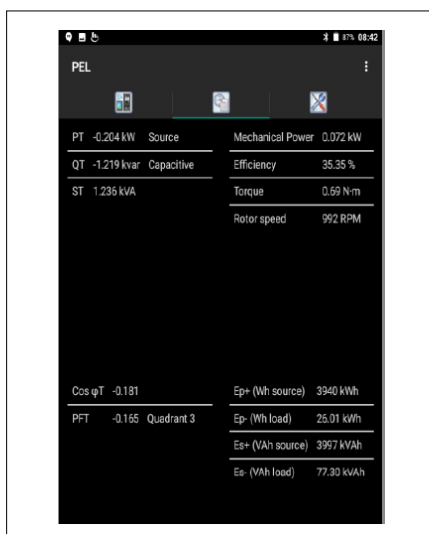 87% 08:42
PEL
PT -0.204 kW Source Mechanical Power 0.072 kW
QT -1.219 kvar Capacitive Efficiency 35.35 %
ST 1.236 kVA Torque 0.69 N·m
Rotor speed 992 RPM
Cos φT -0.181 Ep+ (Wh source) 3940 kWh
PFT -0.165 Quadrant 3 Ep- (Wh load) 26.01 kWh
Es+ (VAh source) 3997 kVAh
Es- (VAh load) 77.30 kVAh